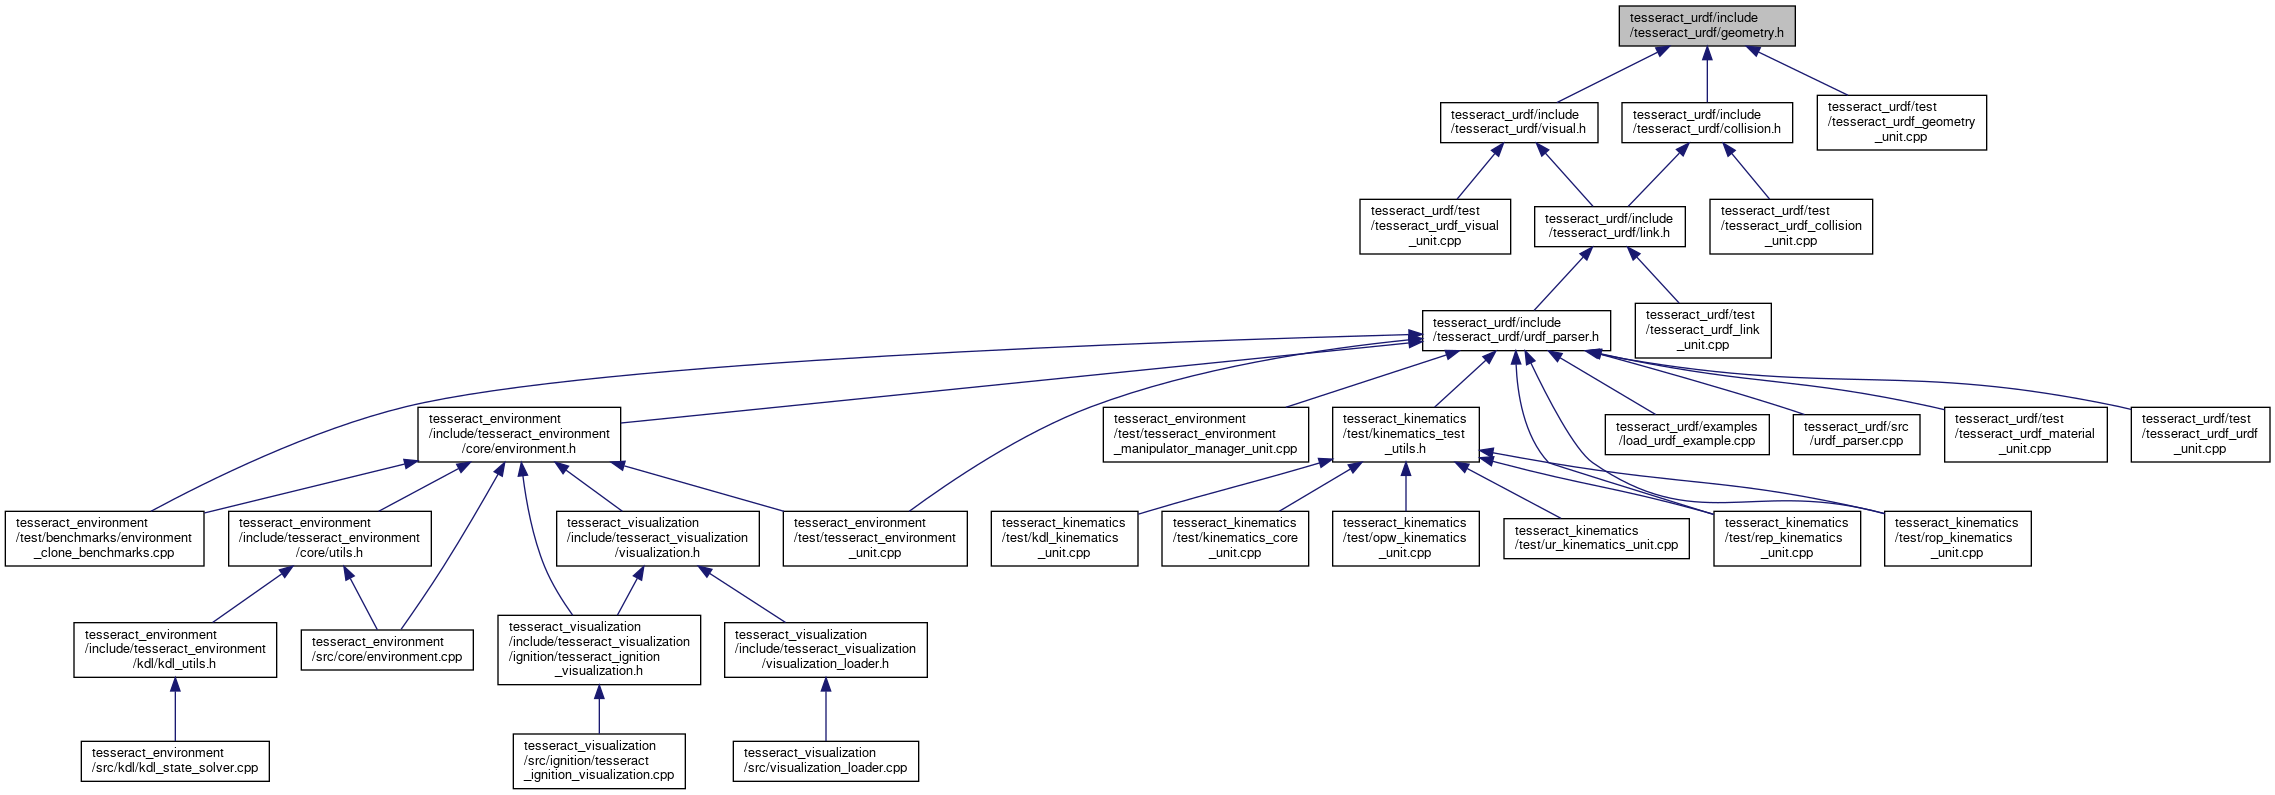 tesseract_urdf/include
/tesseract_urdf/geometry.h
tesseract_urdf/include
/tesseract_urdf/visual.h
tesseract_urdf/include
/tesseract_urdf/collision.h
tesseract_urdf/test
/tesseract_urdf_geometry
_unit.cpp
tesseract_urdf/test
/tesseract_urdf_visual
_unit.cpp
tesseract_urdf/include
/tesseract_urdf/link.h
tesseract_urdf/test
/tesseract_urdf_collision
_unit.cpp
tesseract_urdf/include
/tesseract_urdf/urdf_parser.h
tesseract_urdf/test
/tesseract_urdf_link
_unit.cpp
tesseract_environment
/include/tesseract_environment
/core/environment.h
tesseract_environment
/test/tesseract_environment
_manipulator_manager_unit.cpp
tesseract_kinematics
/test/kinematics_test
_utils.h
tesseract_urdf/examples
/load_urdf_example.cpp
tesseract_urdf/src
/urdf_parser.cpp
tesseract_urdf/test
/tesseract_urdf_material
_unit.cpp
tesseract_urdf/test
/tesseract_urdf_urdf
_unit.cpp
tesseract_environment
/test/benchmarks/environment
_clone_benchmarks.cpp
tesseract_environment
/include/tesseract_environment
/core/utils.h
tesseract_visualization
/include/tesseract_visualization
/visualization.h
tesseract_environment
/test/tesseract_environment
_unit.cpp
tesseract_kinematics
/test/kdl_kinematics
_unit.cpp
tesseract_kinematics
/test/kinematics_core
_unit.cpp
tesseract_kinematics
/test/opw_kinematics
_unit.cpp
tesseract_kinematics
/test/ur_kinematics_unit.cpp
tesseract_kinematics
/test/rep_kinematics
_unit.cpp
tesseract_kinematics
/test/rop_kinematics
_unit.cpp
tesseract_environment
/include/tesseract_environment
/kdl/kdl_utils.h
tesseract_environment
/src/core/environment.cpp
tesseract_visualization
/include/tesseract_visualization
/ignition/tesseract_ignition
_visualization.h
tesseract_visualization
/include/tesseract_visualization
/visualization_loader.h
tesseract_environment
/src/kdl/kdl_state_solver.cpp
tesseract_visualization
/src/ignition/tesseract
_ignition_visualization.cpp
tesseract_visualization
/src/visualization_loader.cpp